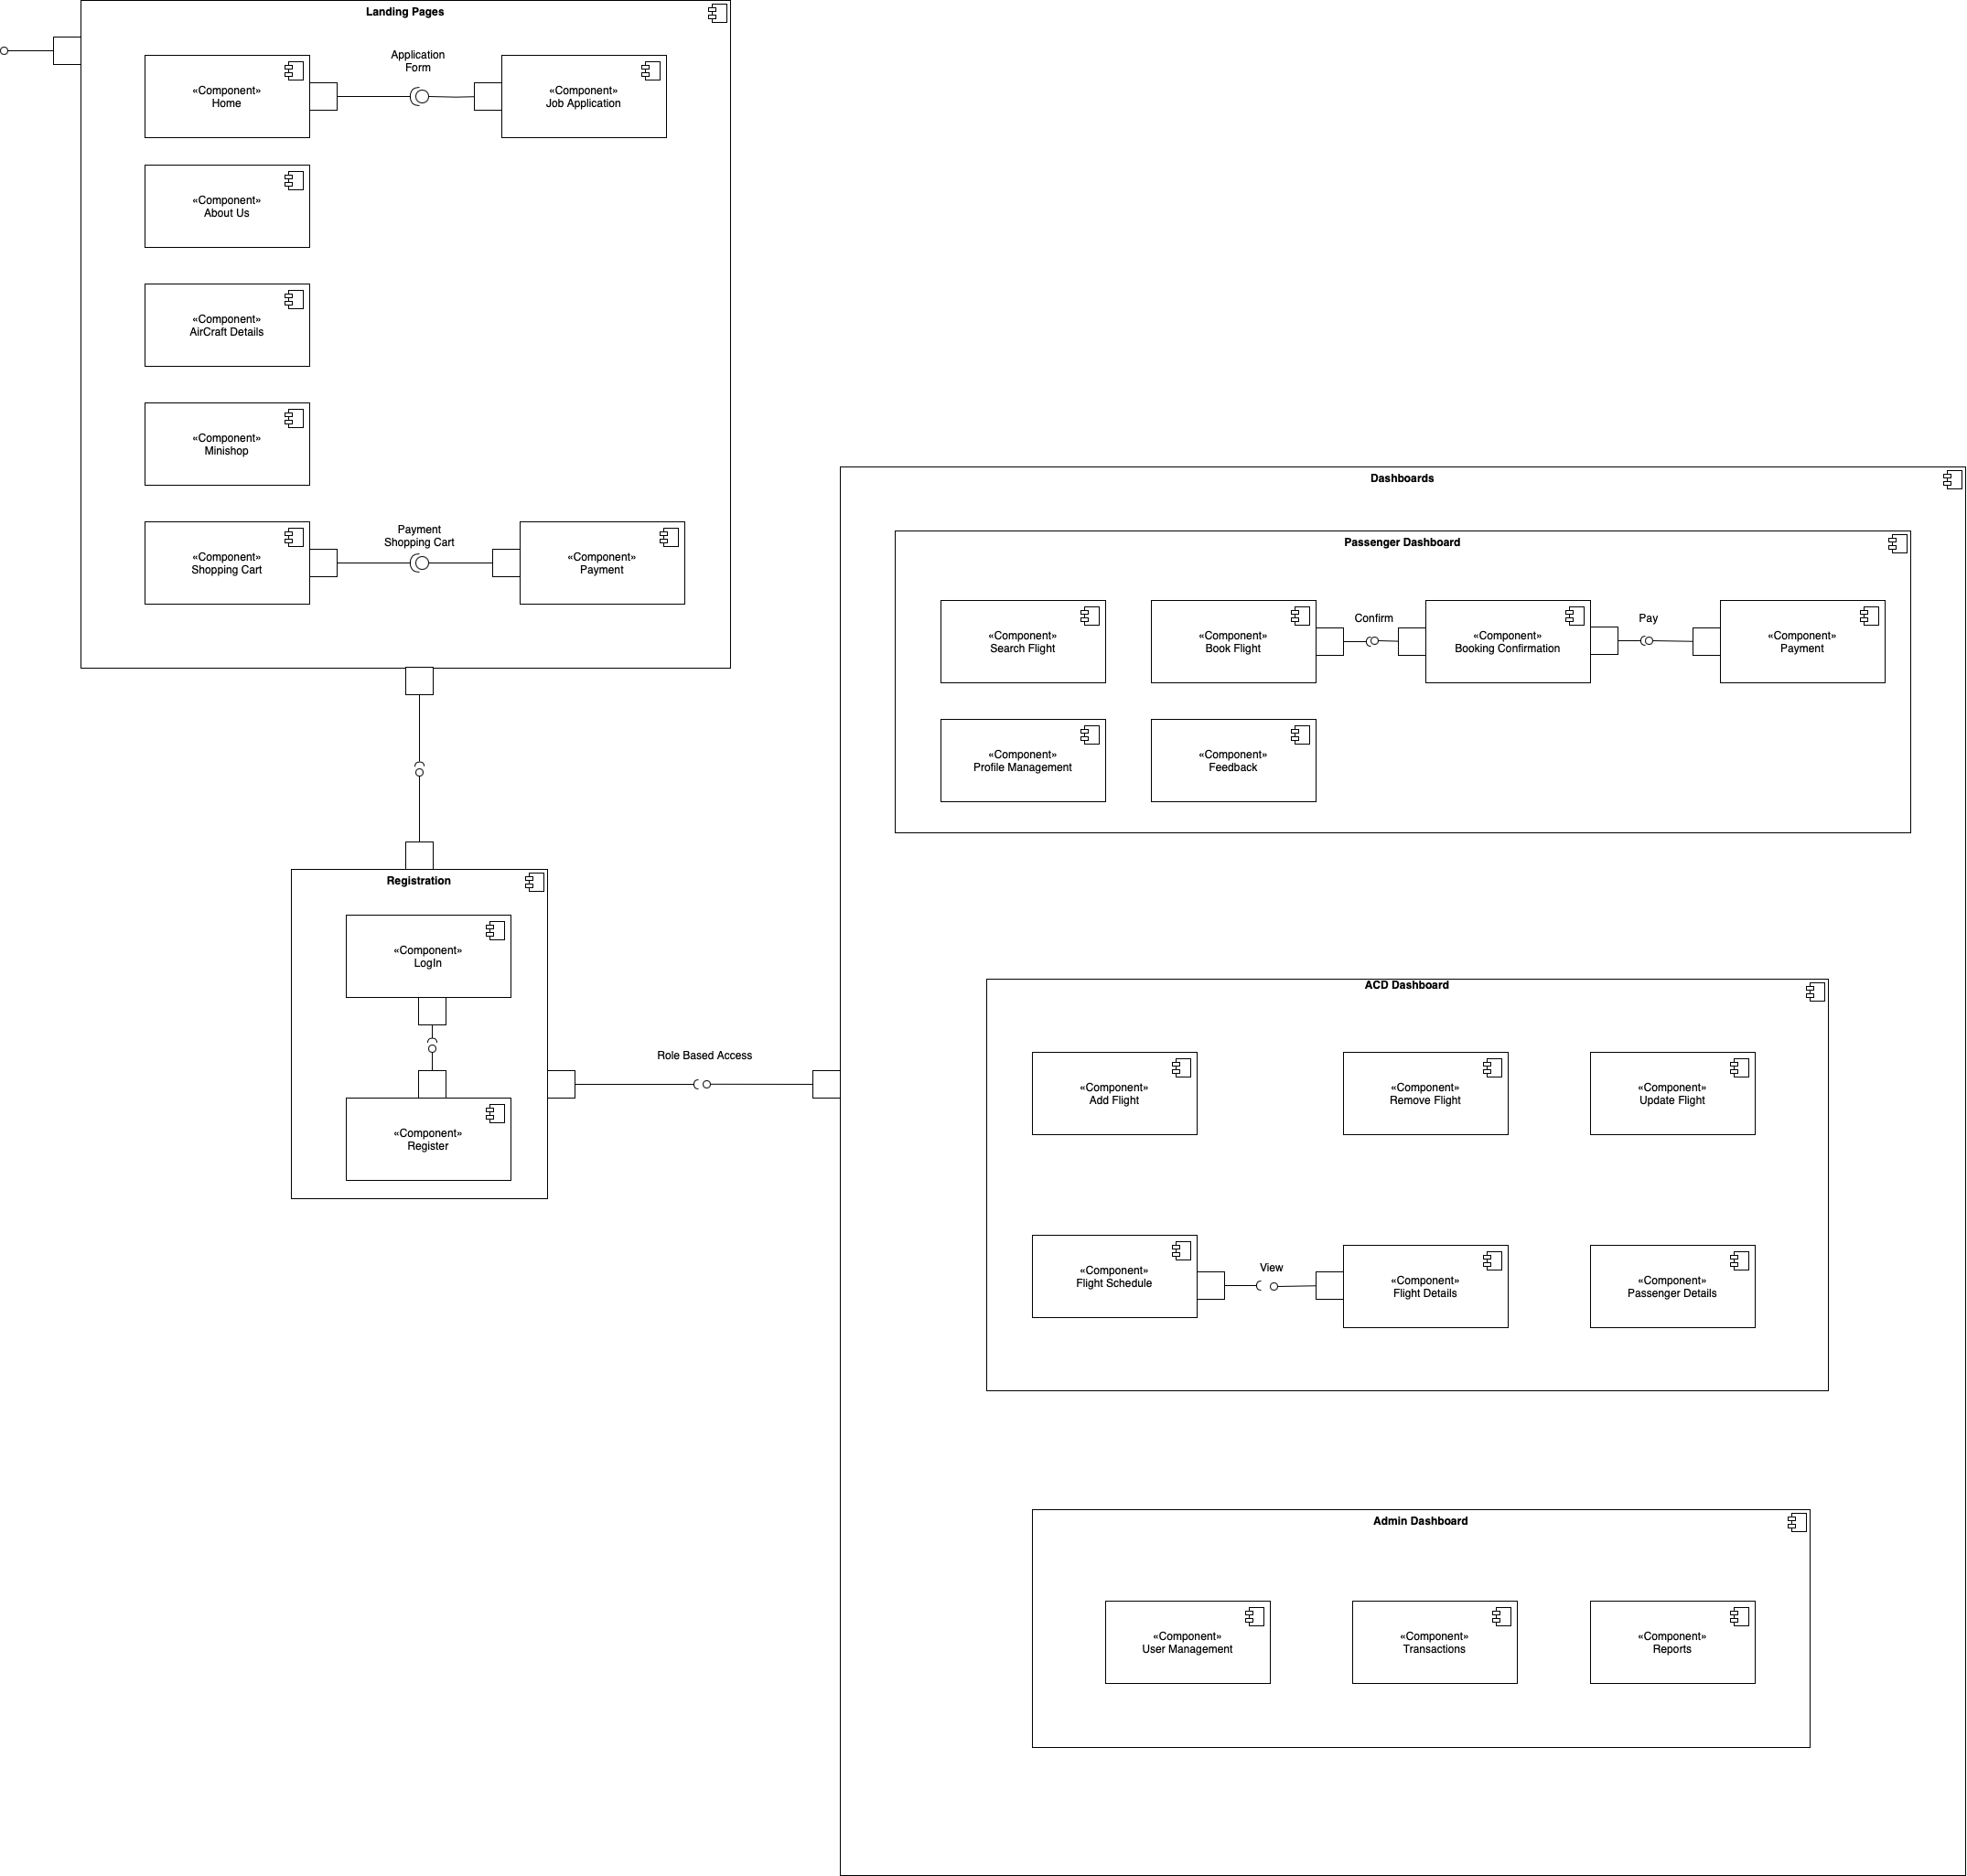 Landing Pages
Application
Form
«Component»
Home
«Component»
Job Application
«Component»
About Us
«Component»
AirCraft Details
«Component»
Minishop
Payment
Shopping Cart
«Component»
Shopping Cart
«Component»
Payment
Dashboards
Passenger Dashboard
«Component»
Search Flight
«Component»
Book Flight
Confirm
«Component»
Booking Confirmation
Pay
«Component»
Payment
«Component»
Profile Management
«Component»
Feedback
Registration
«Component»
LogIn
«Component»
Register
Role Based Access
ACD Dashboard
«Component»
Add Flight
«Component»
Remove Flight
«Component»
Update Flight
«Component»
Flight Schedule
View
«Component»
Flight Details
«Component»
Passenger Details
Admin Dashboard
«Component»
User Management
«Component»
Transactions
«Component»
Reports